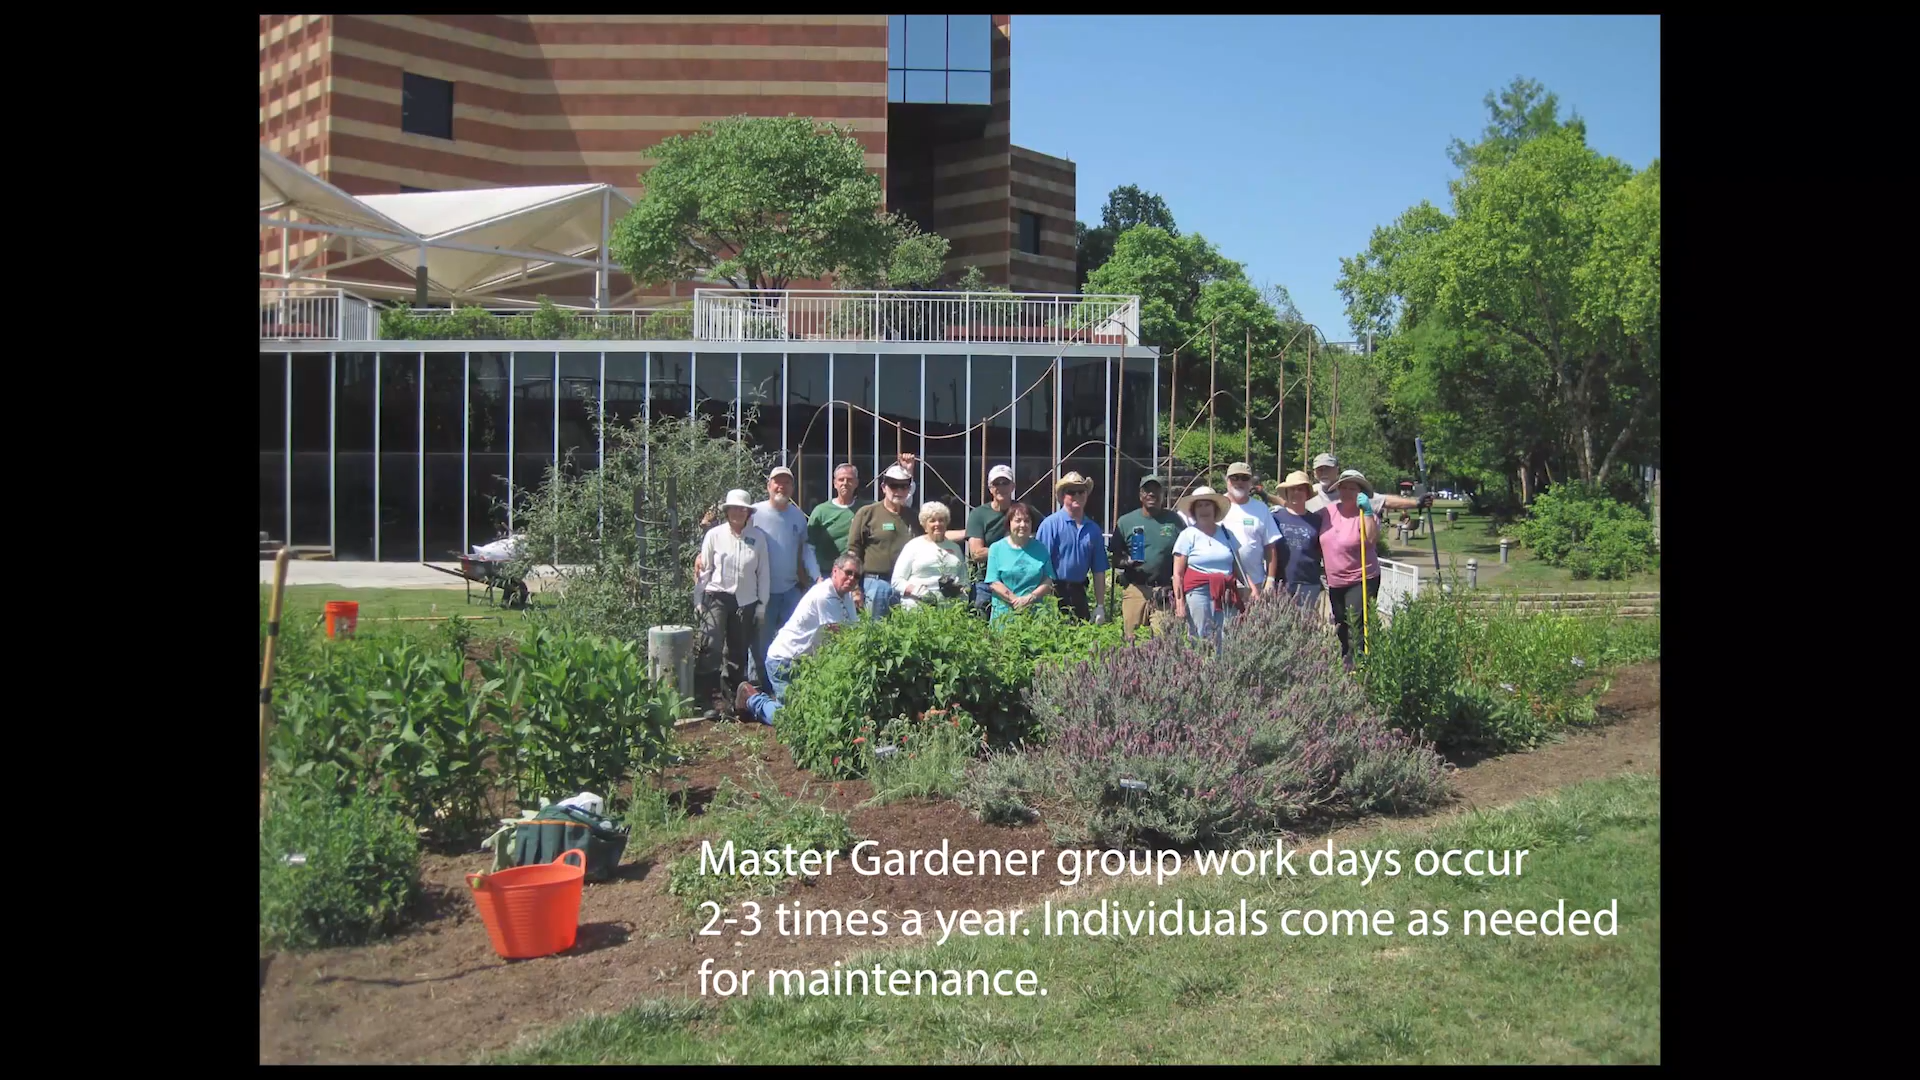 Master Gardener group work days occur
2-3 times a year. Individuals come as needed
for maintenance.